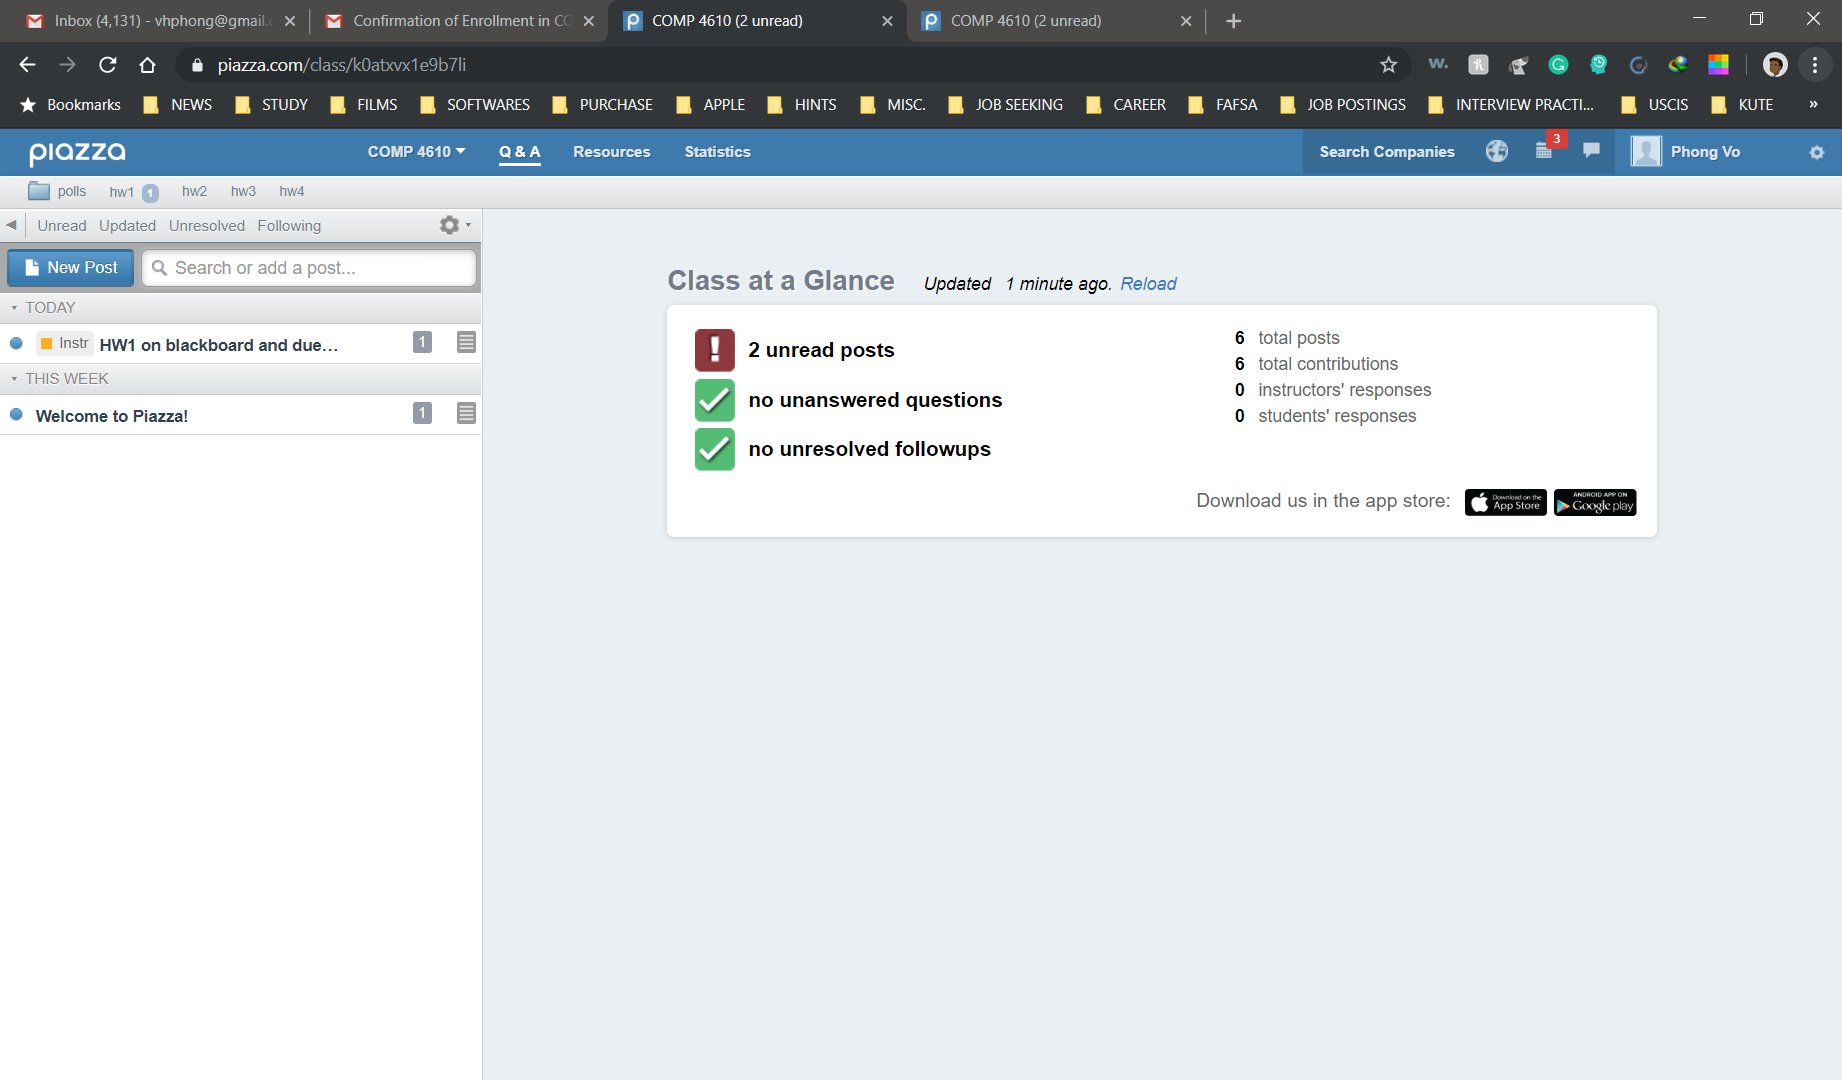 Inbox (4,131) - vhphong@gmail.c
Confirmation of Enrollment in CO
COMP 4610 (2 unread)
COMP 4610 (2 unread)
piazza.com/class/k0atxvx1e9b7li
w.
Bookmarks NEWS STUDY FILMS SOFTWARES PURCHASE APPLE HINTS MISC. JOB SEEKING CAREER FAFSA JOB POSTINGS INTERVIEW PRACTI... USCIS KUTE »
piazza COMP 4610 Q & A Resources Statistics Search Companies 3 Phong Vo
polls hw1 1 hw2 hw3 hw4
Unread Updated Unresolved Following
New Post Search or add a post...
TODAY
Instr HW1 on blackboard and due... 1
THIS WEEK
Welcome to Piazza! 1
Class at a Glance Updated 1 minute ago. Reload
2 unread posts
no unanswered questions
no unresolved followups
6 total posts
6 total contributions
0 instructors' responses
0 students' responses
Download us in the app store:
Download on the
App Store
ANDROID APP ON
Google play